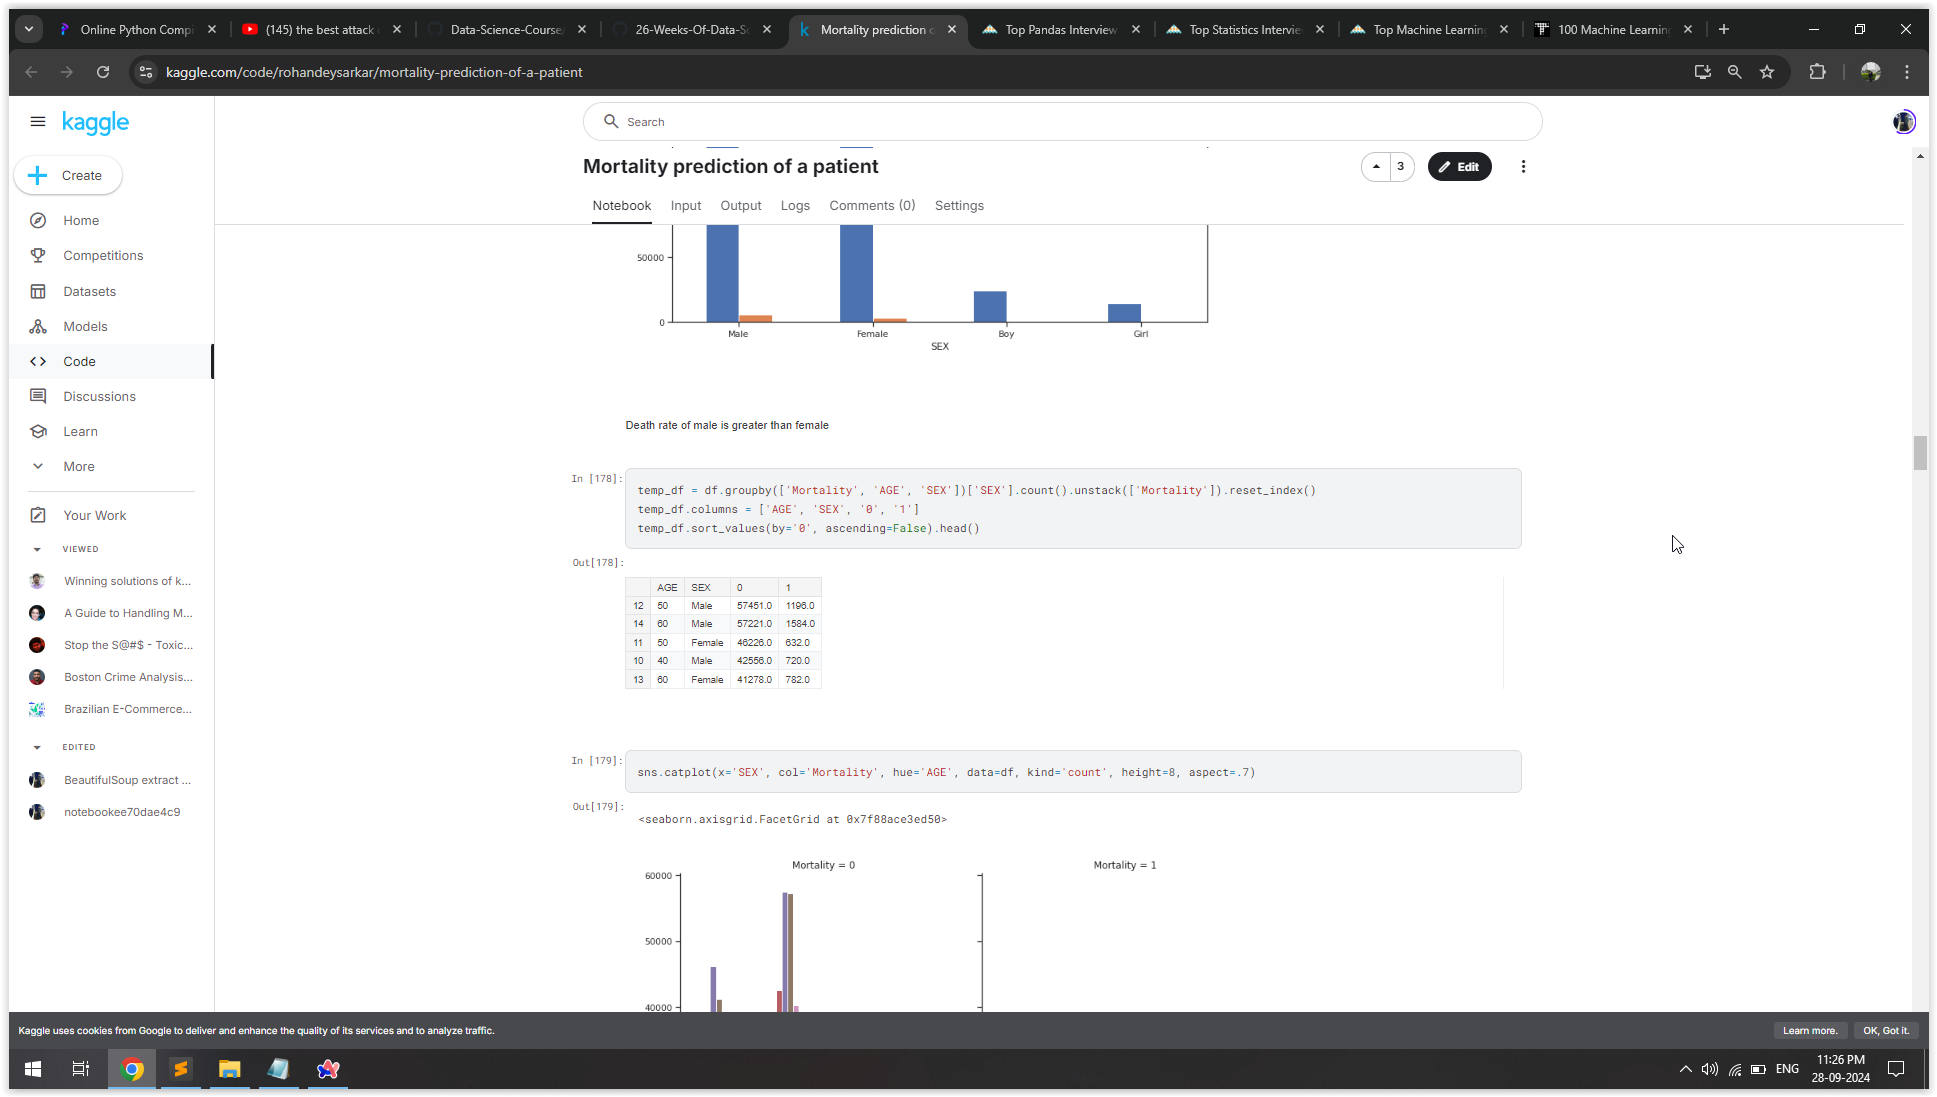 Online Python Compi
(145) the best attack
Data-Science-Course/
26-Weeks-Of-Data-S
Mortality prediction o
Top Pandas Interview
Top Statistics Intervie
Top Machine Learning
100 Machine Learning
kaggle.com/code/rohandeysarkar/mortality-prediction-of-a-patient
kaggle
Search
Create
Home
Competitions
Datasets
Models
Code
Discussions
Learn
More
Your Work
VIEWED
Winning solutions of k...
A Guide to Handling M...
Stop the S@#$ - Toxic...
Boston Crime Analysis...
Brazilian E-Commerce...
EDITED
BeautifulSoup extract ...
notebookee70dae4c9
Mortality prediction of a patient
3
Edit
Notebook Input Output Logs Comments (0) Settings
50000
0
Male Female Boy Girl
SEX
Death rate of male is greater than female
In [178]:
temp_df = df.groupby(['Mortality', 'AGE', 'SEX'])['SEX'].count().unstack(['Mortality']).reset_index()
temp_df.columns = ['AGE', 'SEX', '0', '1']
temp_df.sort_values(by='0', ascending=False).head()
Out[178]:
AGE SEX 0 1
12 50 Male 57451.0 1196.0
14 60 Male 57221.0 1584.0
11 50 Female 46226.0 632.0
10 40 Male 42556.0 720.0
13 60 Female 41278.0 782.0
In [179]:
sns.catplot(x='SEX', col='Mortality', hue='AGE', data=df, kind='count', height=8, aspect=.7)
Out[179]:
<seaborn.axisgrid.FacetGrid at 0x7f88ace3ed50>
Mortality = 0
Mortality = 1
60000
50000
40000
Kaggle uses cookies from Google to deliver and enhance the quality of its services and to analyze traffic.
Learn more.
OK, Got it.
ENG
11:26 PM
28-09-2024